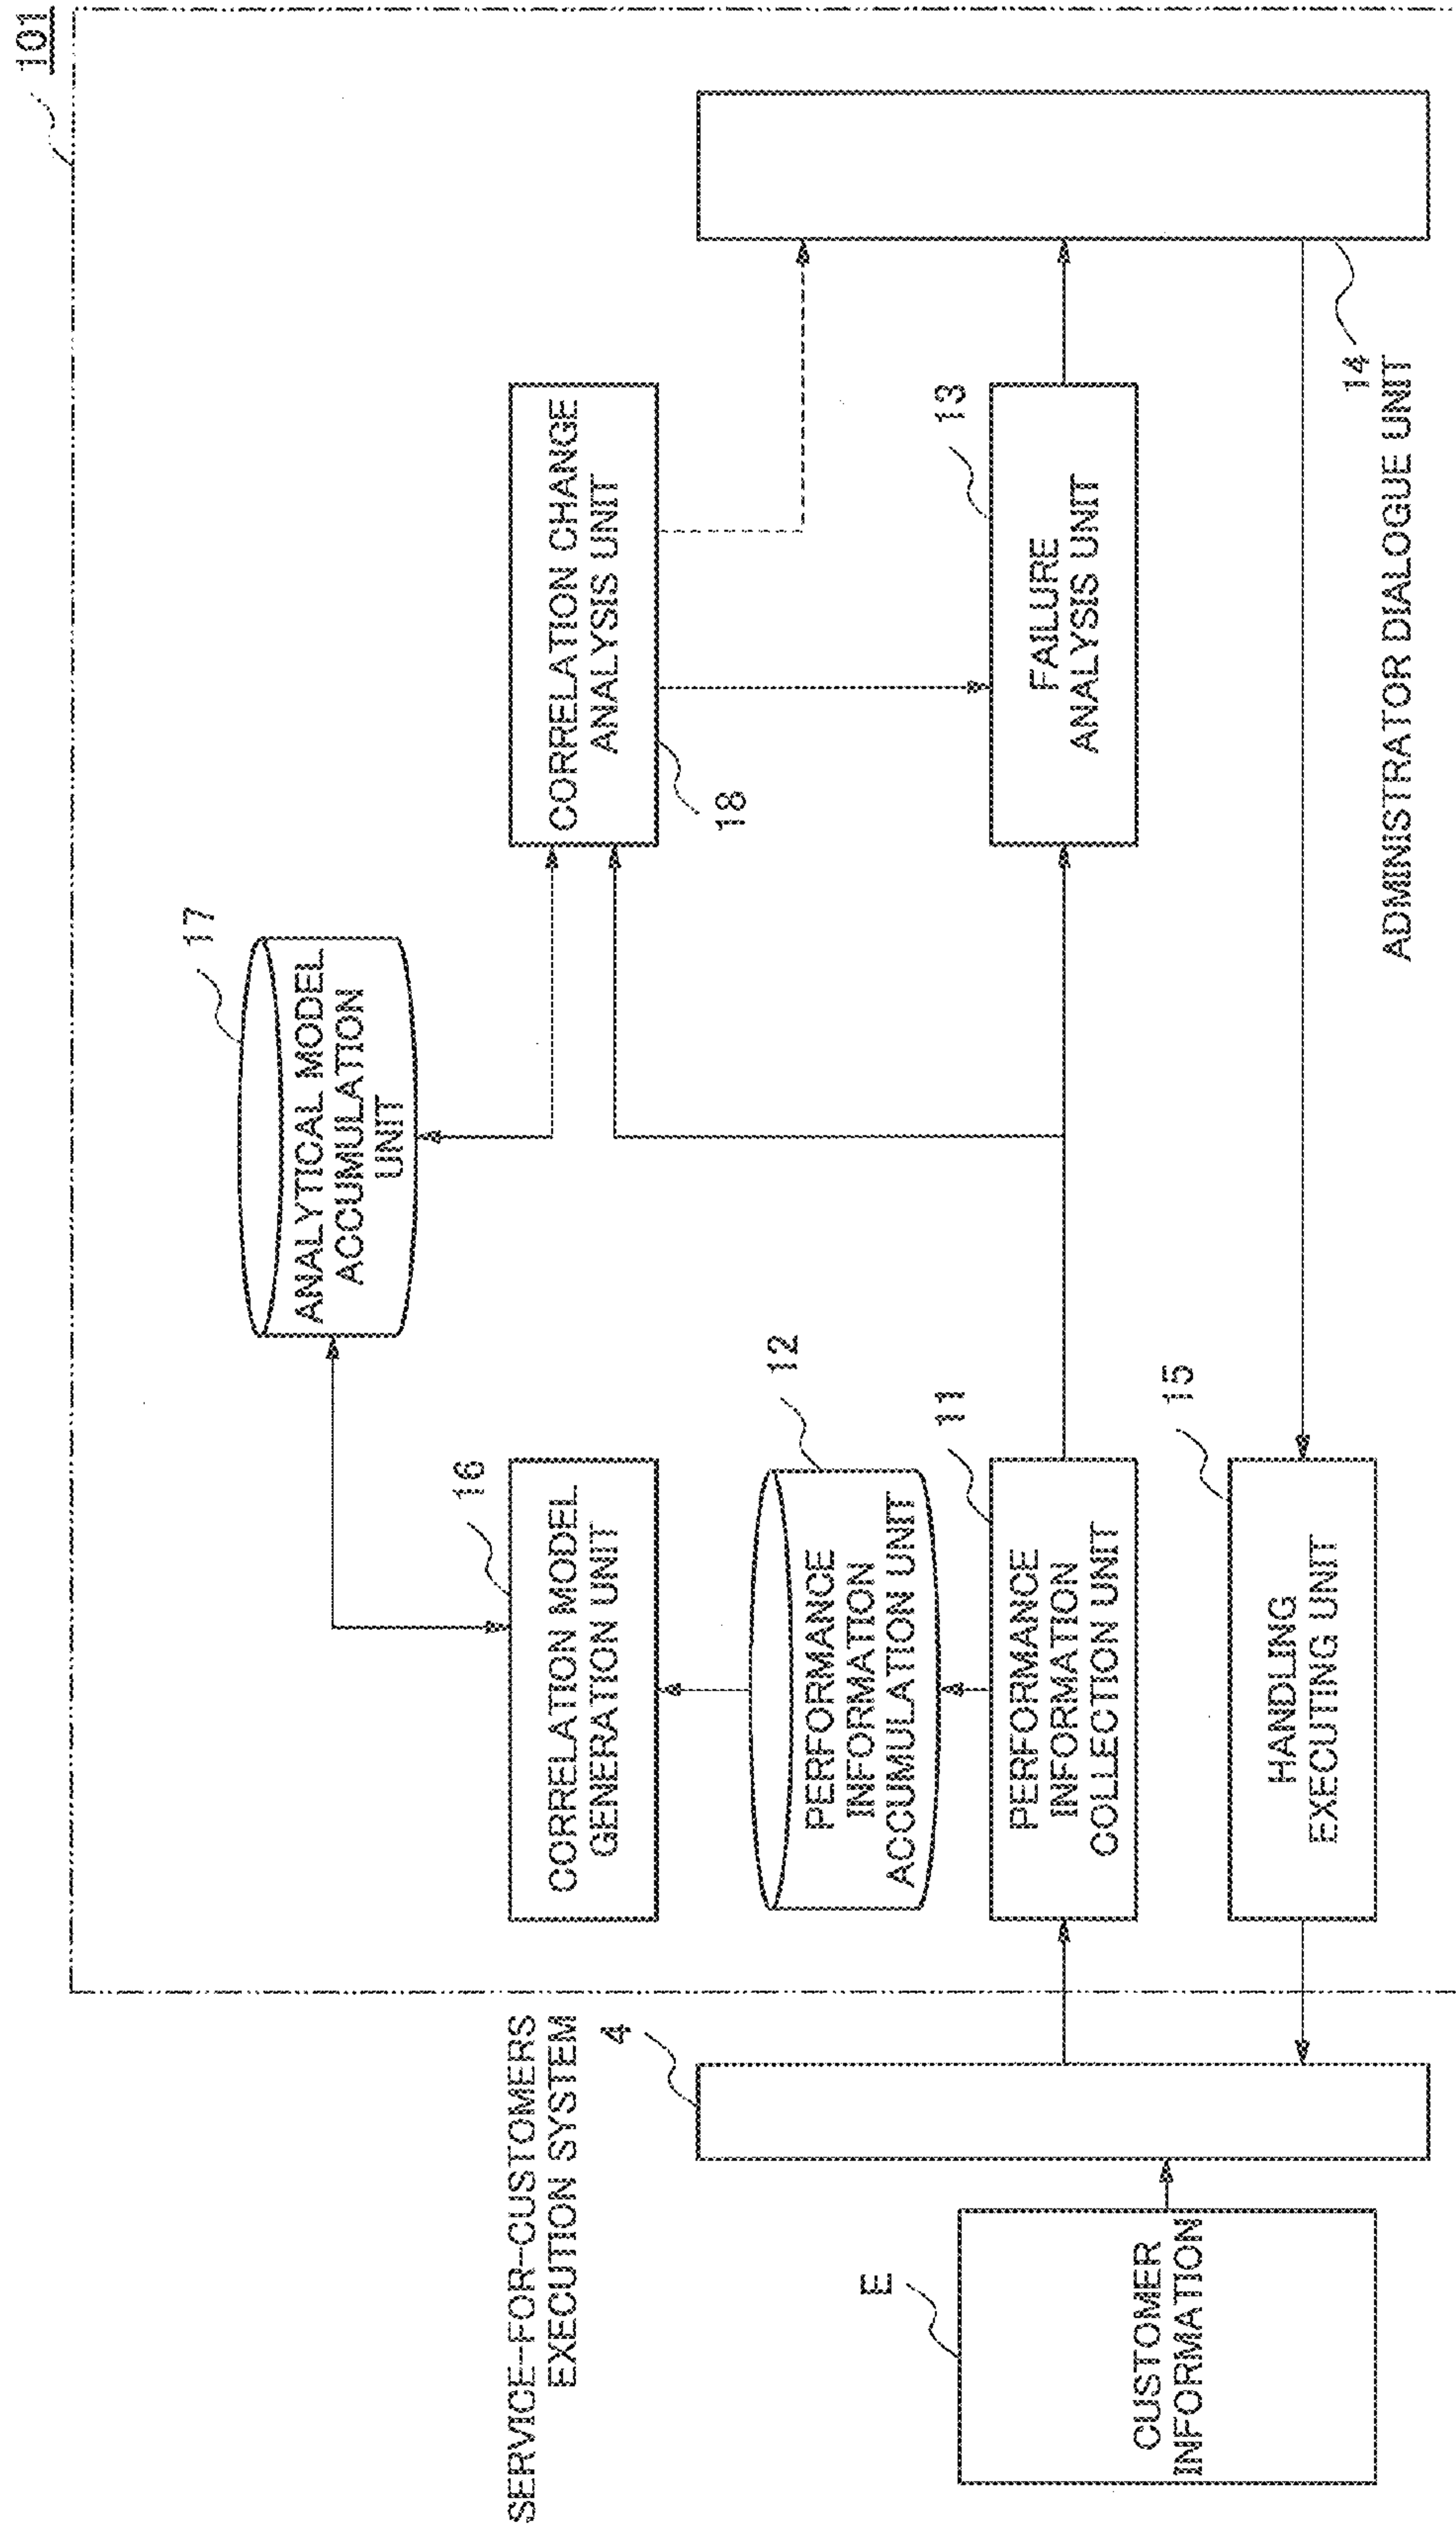 101
SERVICE-FOR-CUSTOMERS
EXECUTION SYSTEM
4
E
CUSTOMER
INFORMATION
16
CORRELATION MODEL
GENERATION UNIT
12
PERFORMANCE
INFORMATION
ACCUMULATION UNIT
11
PERFORMANCE
INFORMATION
COLLECTION UNIT
15
HANDLING
EXECUTING UNIT
17
ANALYTICAL MODEL
ACCUMULATION
UNIT
CORRELATION CHANGE
ANALYSIS UNIT
18
13
FAILURE
ANALYSIS UNIT
14
ADMINISTRATOR DIALOGUE UNIT